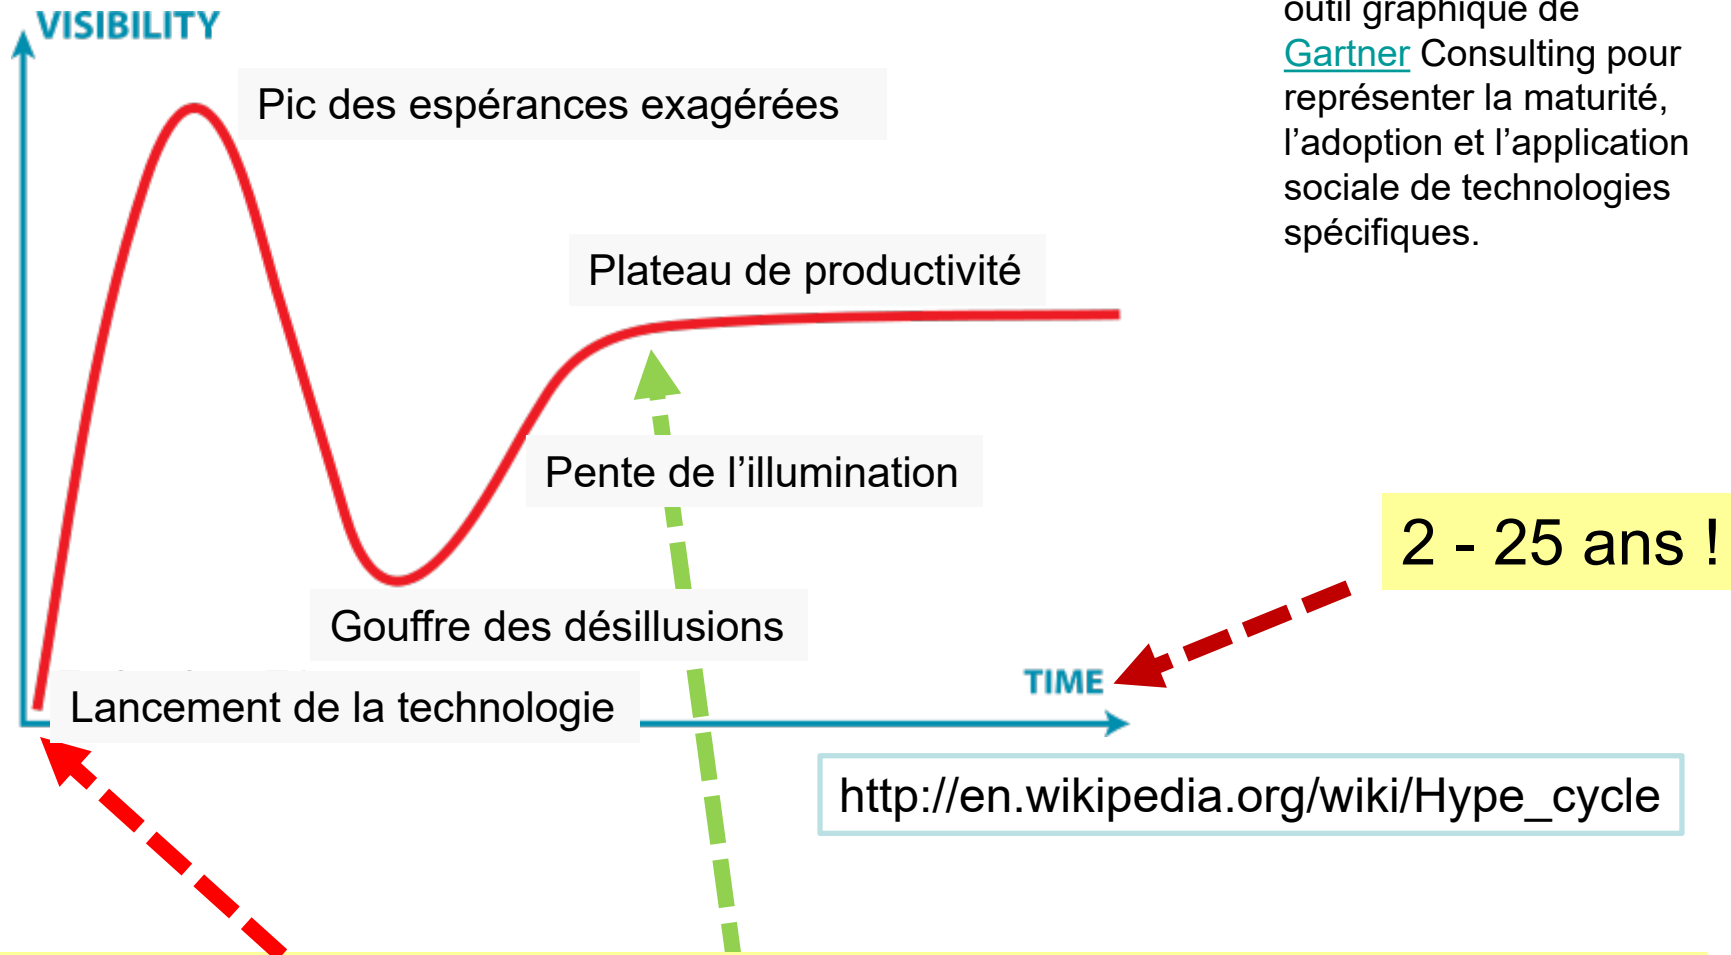 VISIBILITY
outil graphique de
Gartner Consulting pour
représenter la maturité,
l’adoption et l’application
sociale de technologies
spécifiques.
Pic des espérances exagérées
Plateau de productivité
Pente de l’illumination
2 - 25 ans !
Gouffre des désillusions
TIME
Lancement de la technologie
http://en.wikipedia.org/wiki/Hype_cycle